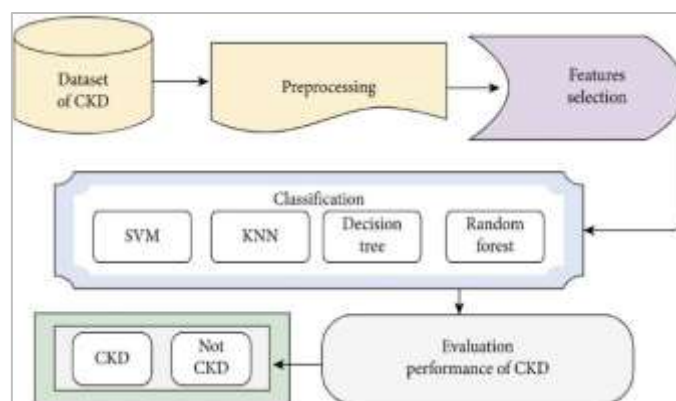 Dataset
of CKD
Preprocessing
Features
selection
Classification
SVM
KNN
Decision
tree
Random
forest
Evaluation
performance of CKD
CKD
Not
CKD